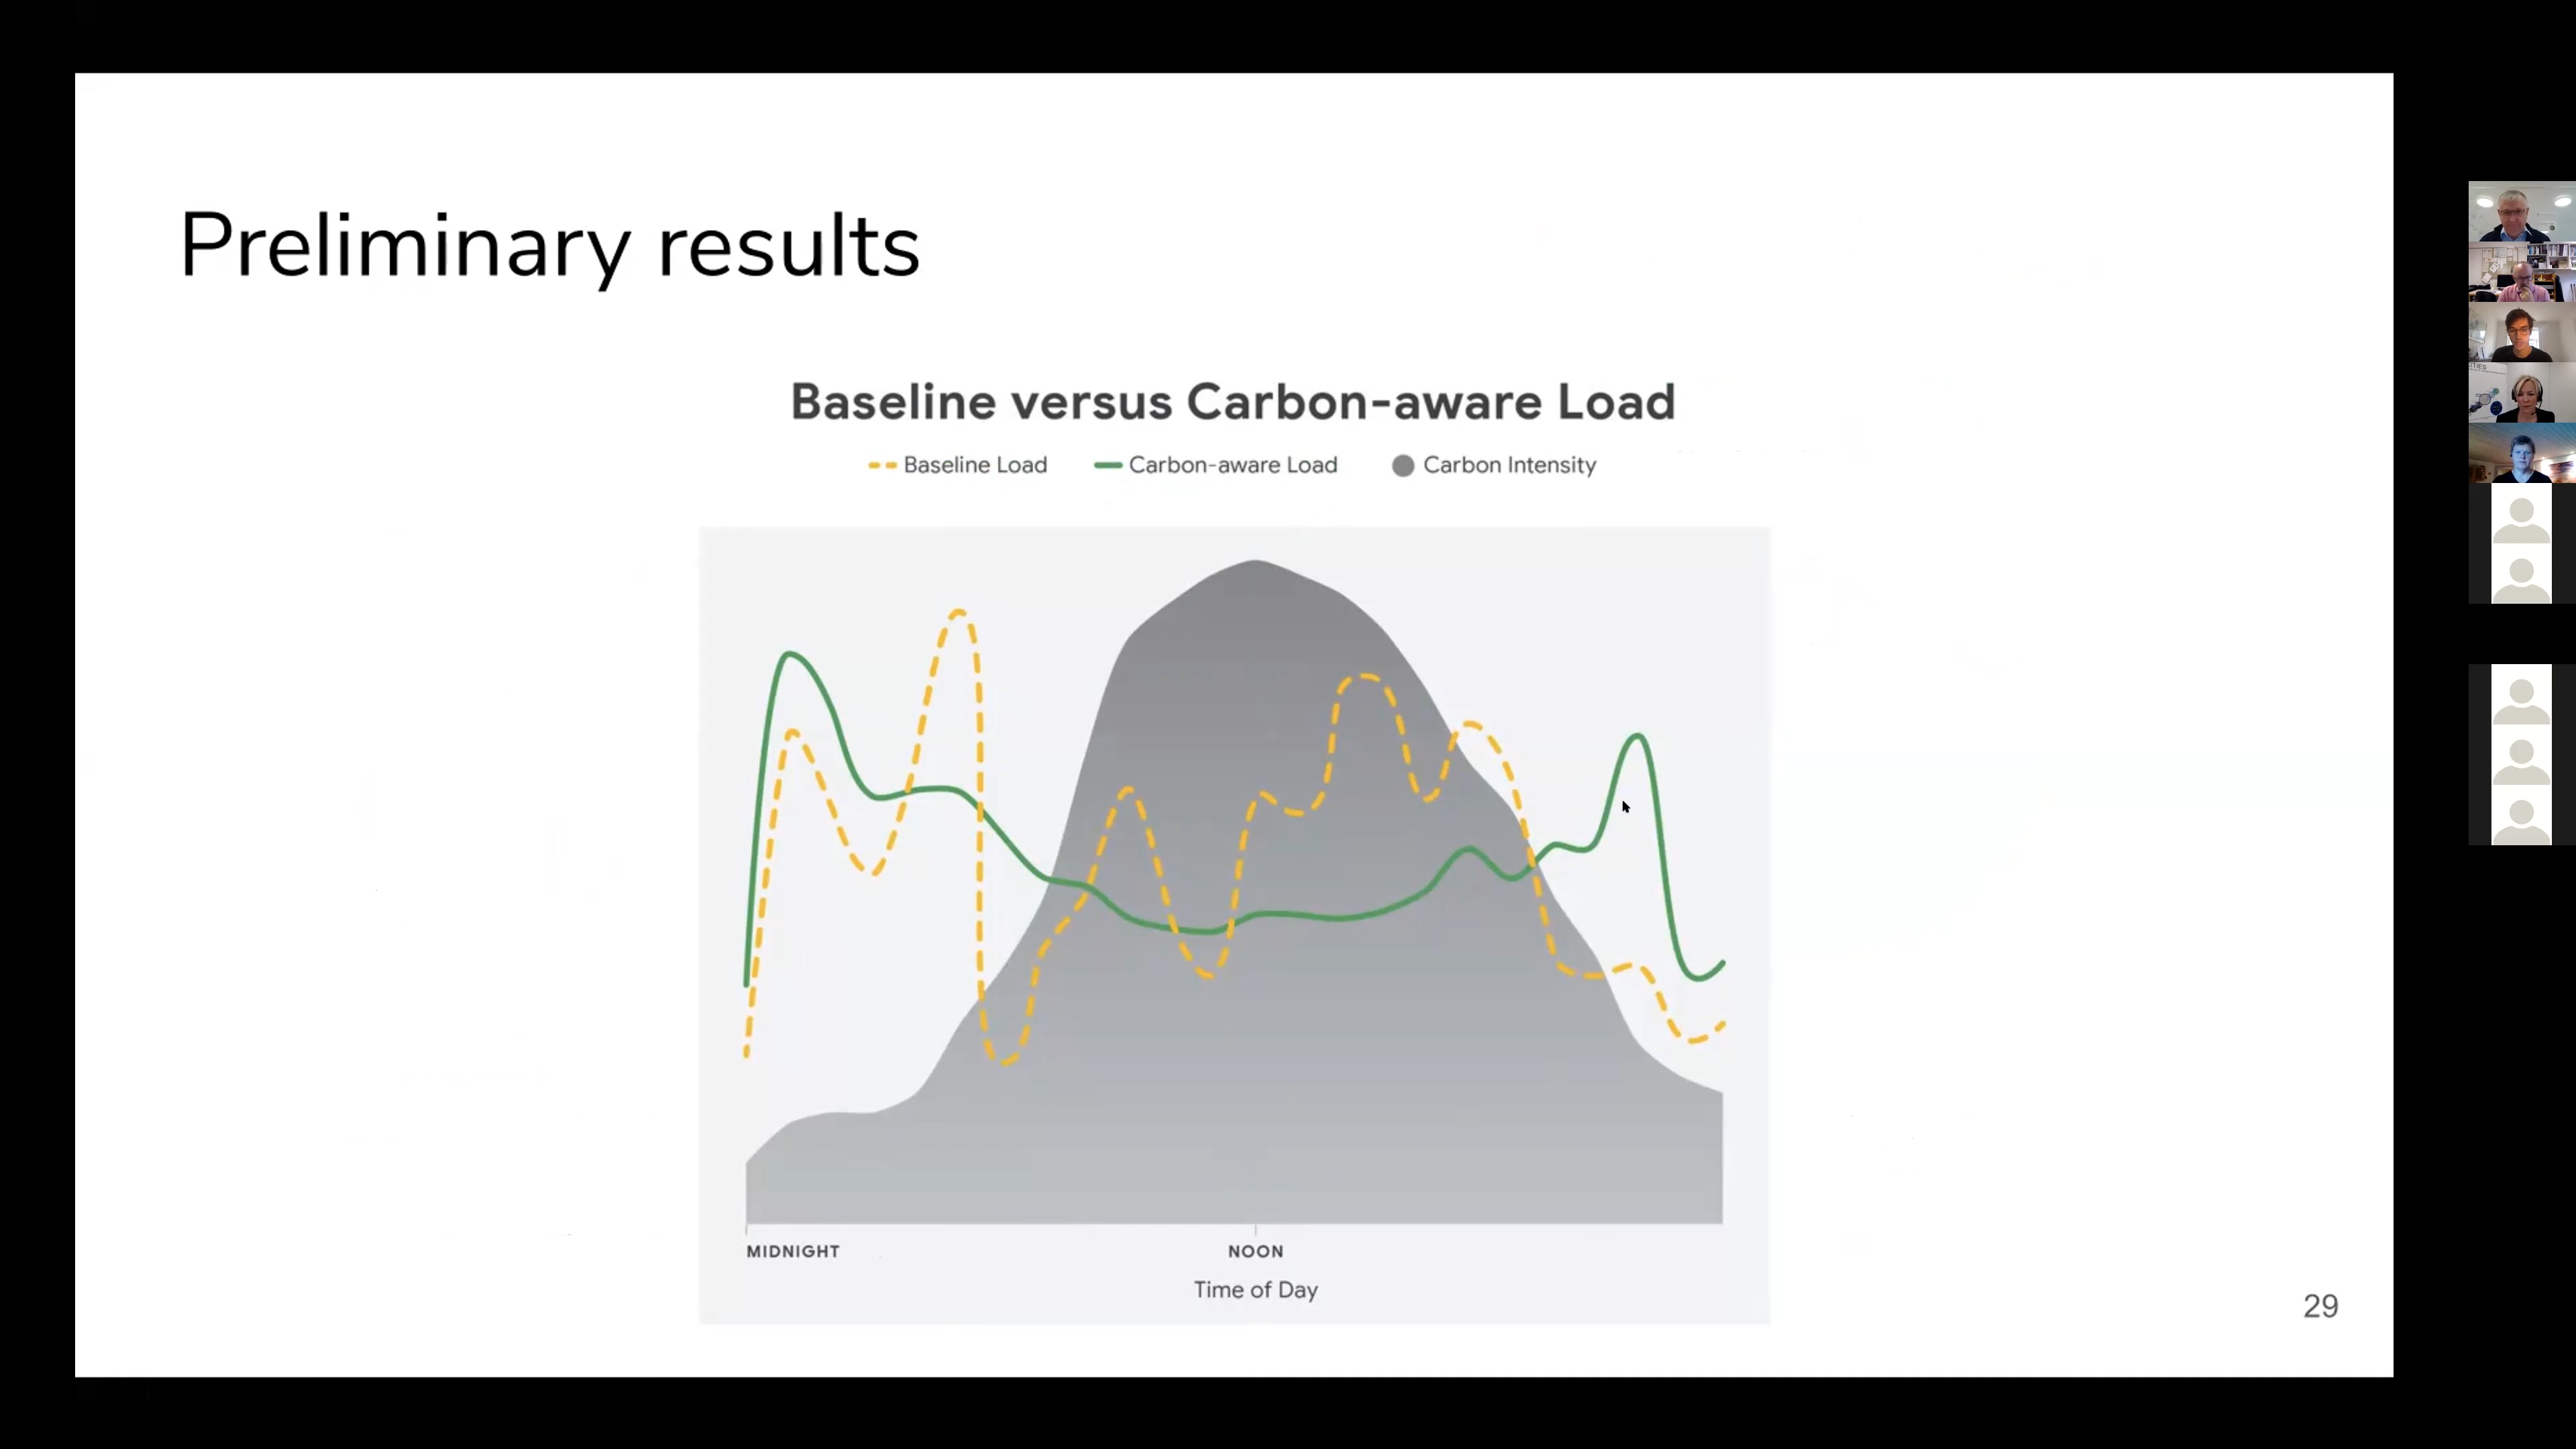 Preliminary results
Baseline versus Carbon-aware Load
Baseline Load Carbon-aware Load Carbon Intensity
MIDNIGHT NOON
Time of Day
29